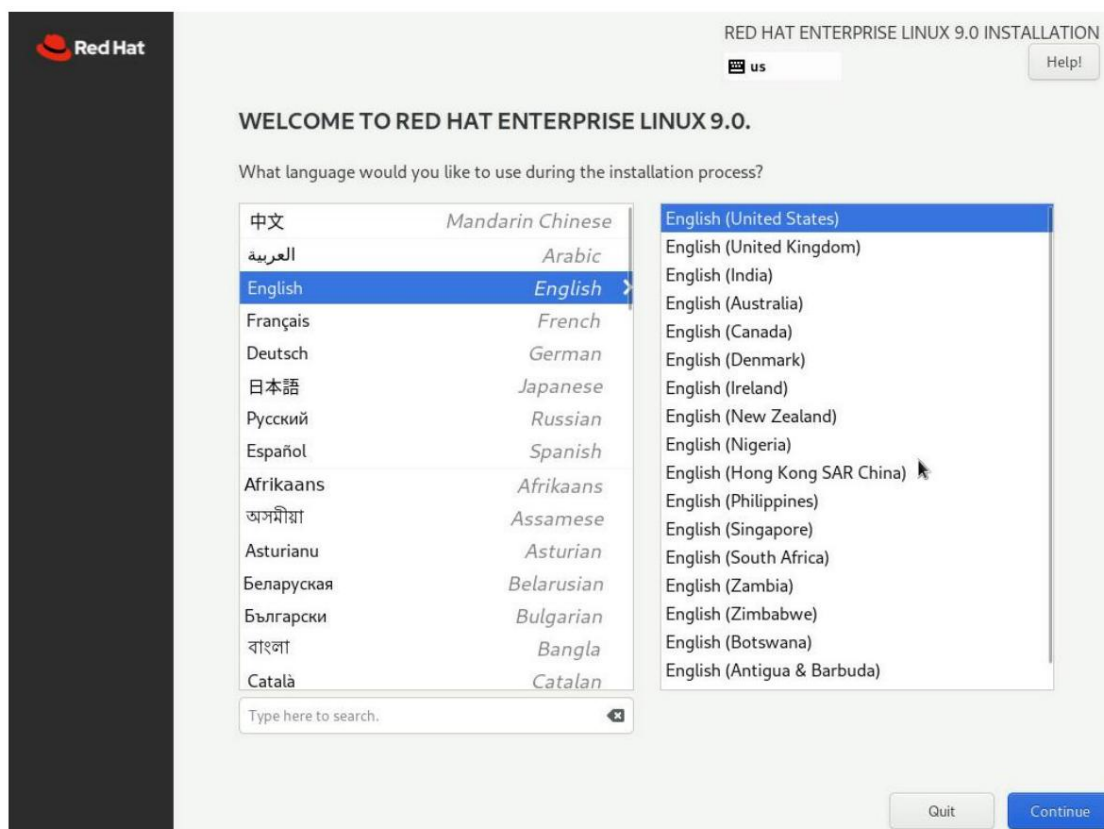 Red Hat
RED HAT ENTERPRISE LINUX 9.0 INSTALLATION
us
Help!
WELCOME TO RED HAT ENTERPRISE LINUX 9.0.
What language would you like to use during the installation process?
中文 Mandarin Chinese
العربية Arabic
English English
Français French
Deutsch German
日本語 Japanese
Русский Russian
Español Spanish
Afrikaans Afrikaans
অসমীয়া Assamese
Asturianu Asturian
Беларуская Belarusian
Български Bulgarian
বাংলা Bangla
Català Catalan
Type here to search.
English (United States)
English (United Kingdom)
English (India)
English (Australia)
English (Canada)
English (Denmark)
English (Ireland)
English (New Zealand)
English (Nigeria)
English (Hong Kong SAR China)
English (Philippines)
English (Singapore)
English (South Africa)
English (Zambia)
English (Zimbabwe)
English (Botswana)
English (Antigua & Barbuda)
Quit
Continue